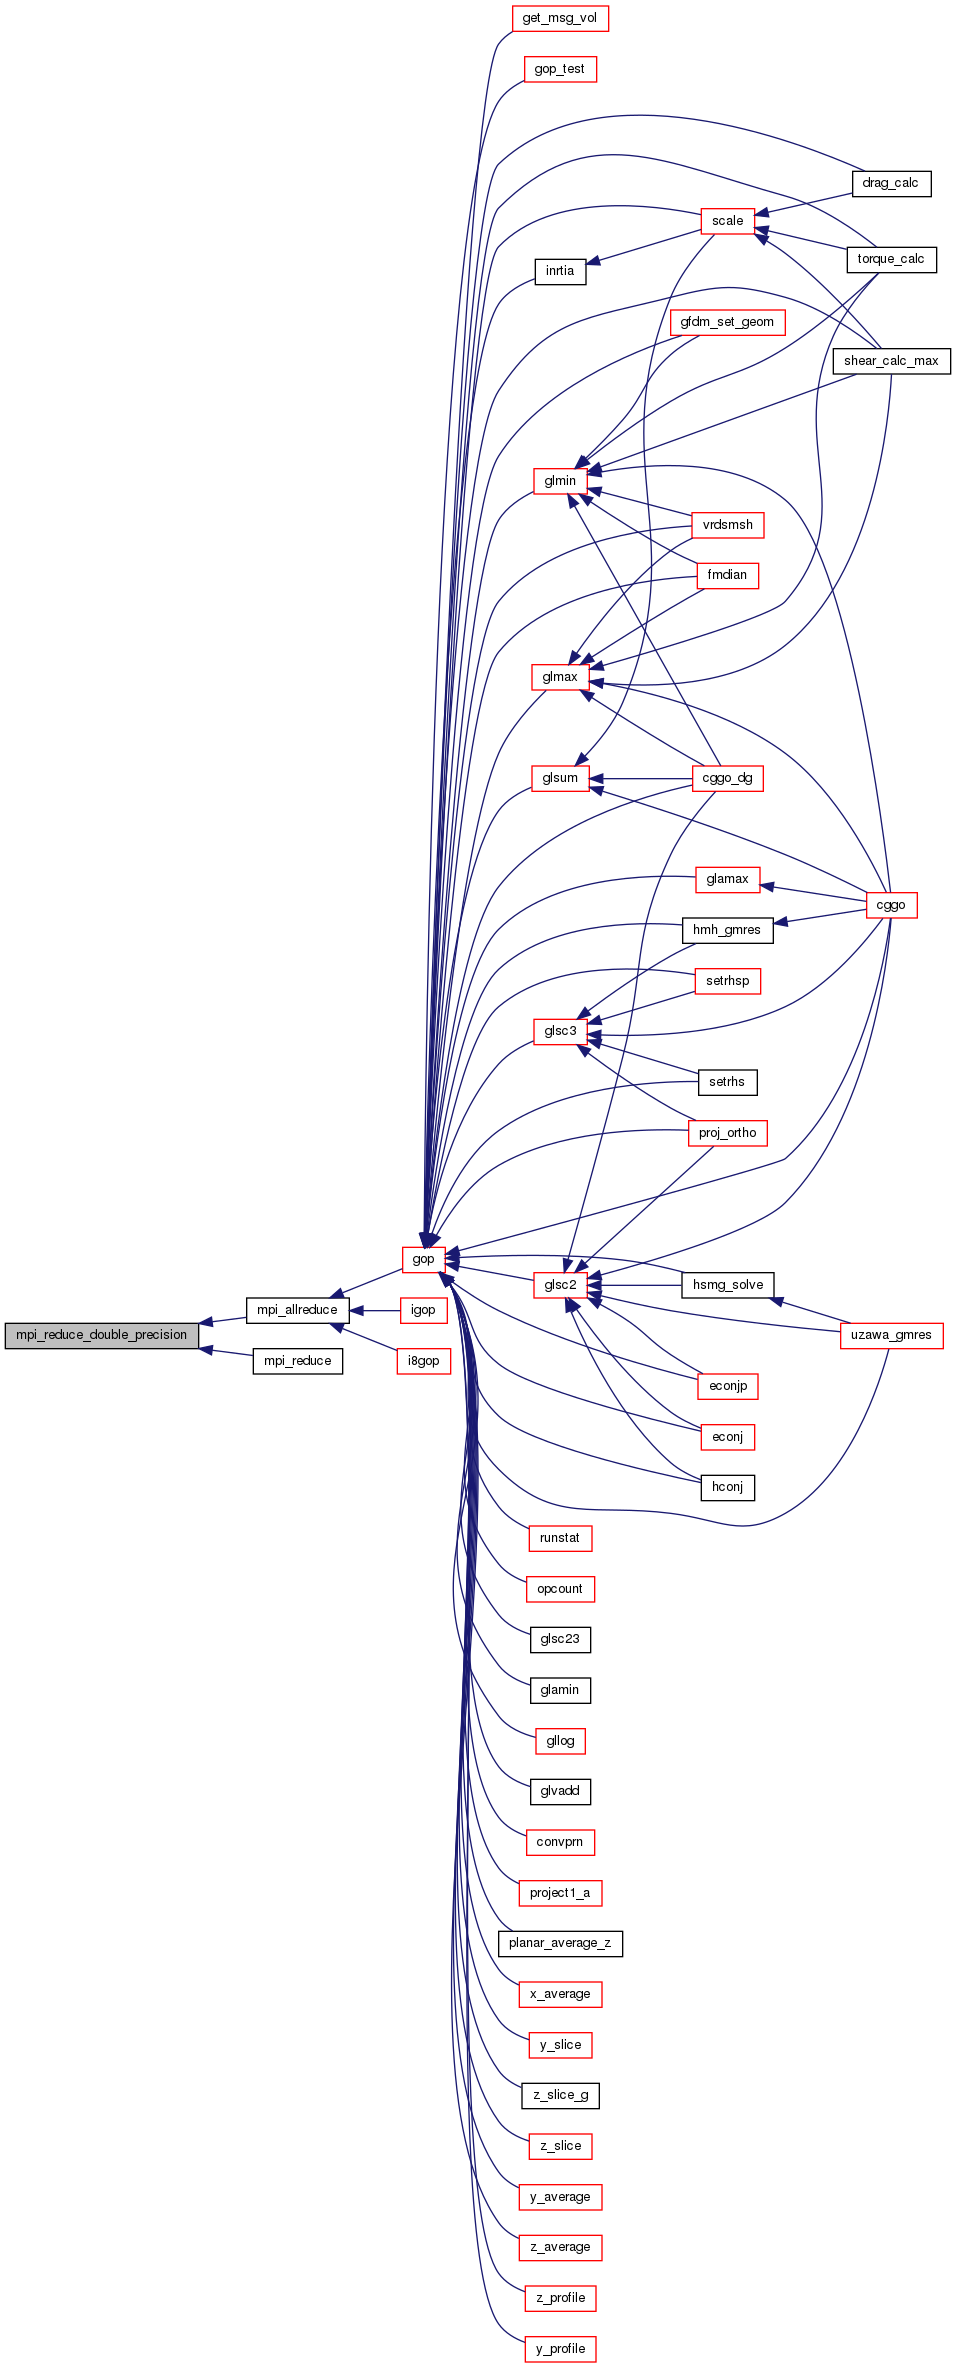 get_msg_vol
gop_test
drag_calc
scale
torque_calc
inrtia
gfdm_set_geom
shear_calc_max
glmin
vrdsmsh
fmdian
glmax
glsum
cggo_dg
glamax
cggo
hmh_gmres
setrhsp
glsc3
setrhs
proj_ortho
gop
glsc2
hsmg_solve
mpi_allreduce
igop
mpi_reduce_double_precision
uzawa_gmres
mpi_reduce
i8gop
econjp
econj
hconj
runstat
opcount
glsc23
glamin
gllog
glvadd
convprn
project1_a
planar_average_z
x_average
y_slice
z_slice_g
z_slice
y_average
z_average
z_profile
y_profile